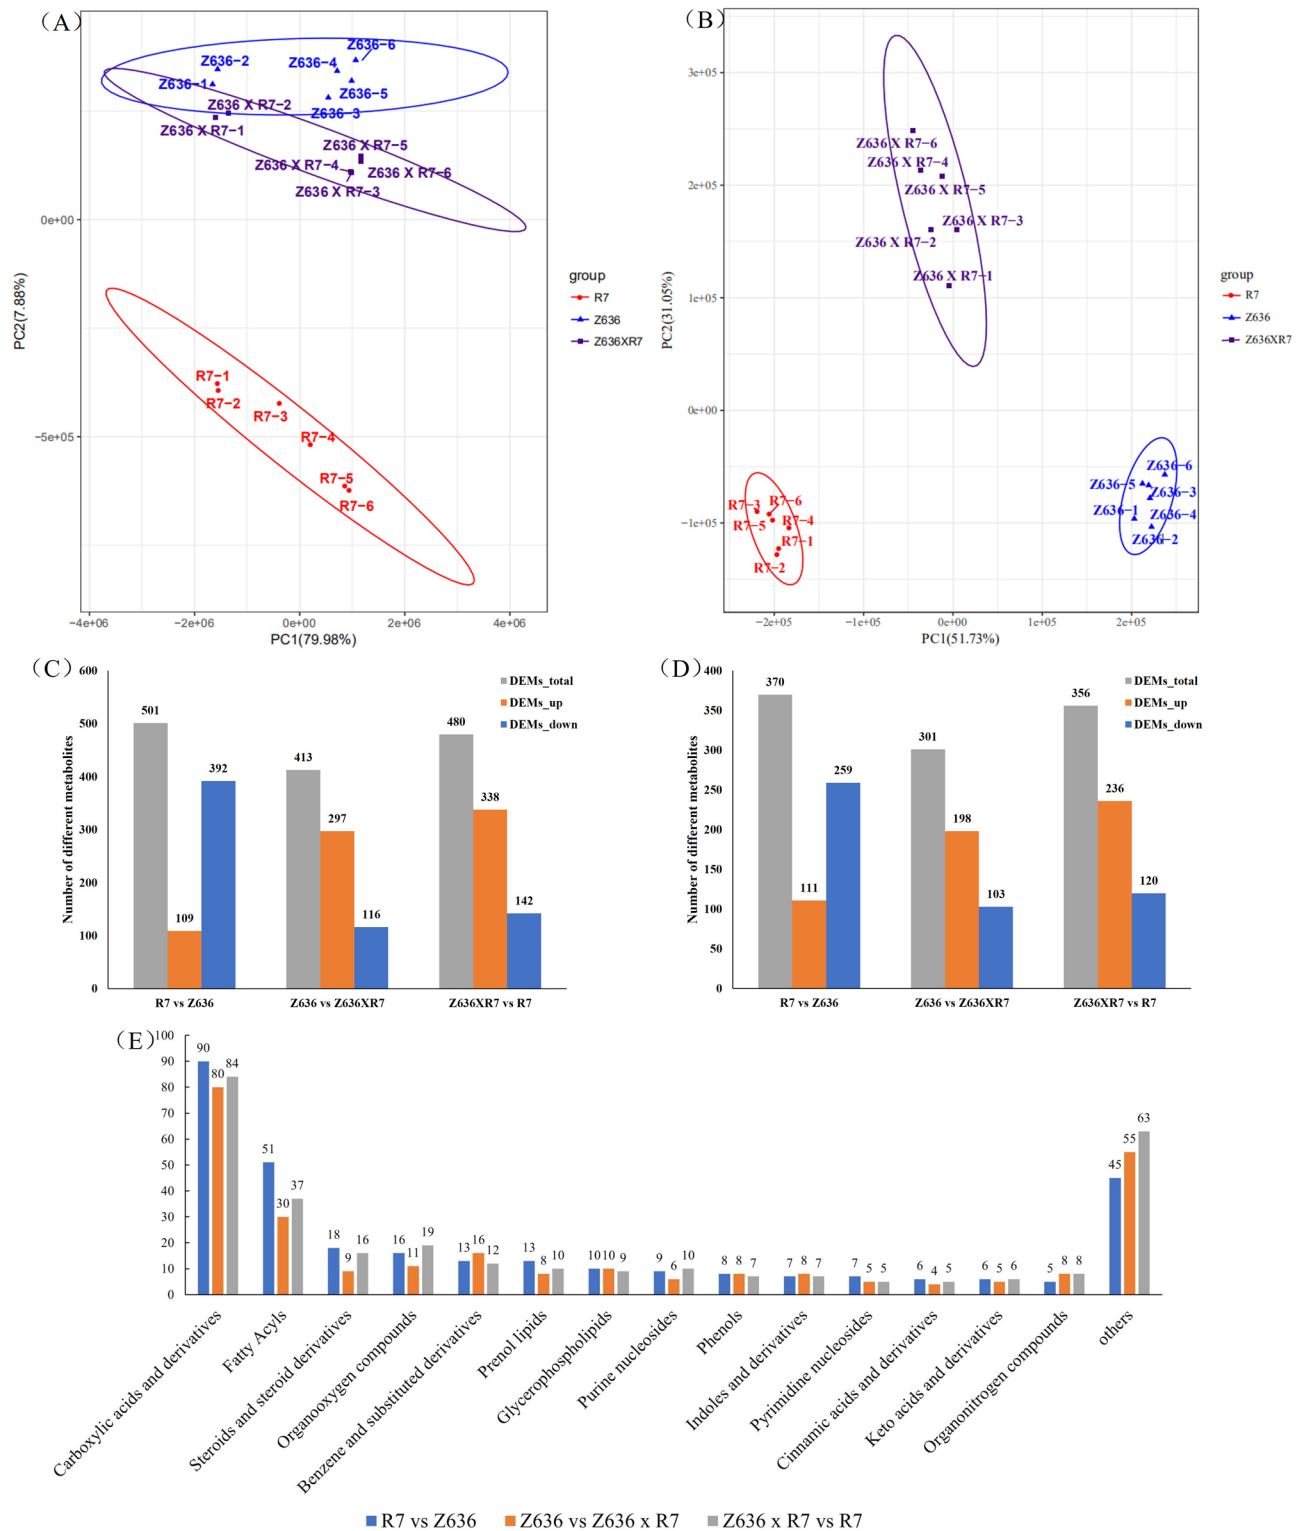 (A)
Z636-6
Z636-2
Z636-4
Z636-1
Z636-5
Z636 X R7-2
Z636-3
Z636 X R7-1
Z636 X R7-5
Z636 X R7-4
Z636 X R7-6
Z636 X R7-3
0e+00
R7-1
R7-2
R7-3
R7-4
-5e+05
R7-5
R7-6
PC2(7.88%)
-4e+06
-2e+06
0e+00
2e+06
4e+06
PC1(79.98%)
group
R7
Z636
Z636XR7
(B)
3e+05
Z636 X R7-6
Z636 X R7-4
2e+05
Z636 X R7-5
Z636 X R7-3
Z636 X R7-2
Z636 X R7-1
1e+05
0e+00
Z636-6
Z636-5
Z636-3
Z636-1
Z636-4
Z636-2
R7-3
R7-6
R7-5
R7-4
R7-1
R7-2
-1e+05
PC2(31.05%)
-2e+05
-1e+05
0e+00
1e+05
2e+05
PC1(51.73%)
group
R7
Z636
Z636XR7
(C)
600
500
400
300
200
100
0
Number of different metabolites
DEMs_total
DEMs_up
DEMs_down
501
109
392
413
297
116
480
338
142
R7 vs Z636
Z636 vs Z636XR7
Z636XR7 vs R7
(D)
400
350
300
250
200
150
100
50
0
Number of different metabolites
DEMs_total
DEMs_up
DEMs_down
370
111
259
301
198
103
356
236
120
R7 vs Z636
Z636 vs Z636XR7
Z636XR7 vs R7
(E)
100
90
80
70
60
50
40
30
20
10
0
90 80 84
51 30 37
18 9 16
16 11 19
13 16 12
13 8 10
10 10 9
9 6 10
8 8 7
7 8 7
7 5 5
6 4 5
6 5 6
5 8 8
45 55 63
Carboxylic acids and derivatives
Fatty Acyls
Steroids and steroid derivatives
Organooxygen compounds
Benzene and substituted derivatives
Prenol lipids
Glycerophospholipids
Purine nucleosides
Phenols
Indoles and derivatives
Pyrimidine nucleosides
Cinnamic acids and derivatives
Keto acids and derivatives
Organonitrogen compounds
others
R7 vs Z636
Z636 vs Z636 x R7
Z636 x R7 vs R7